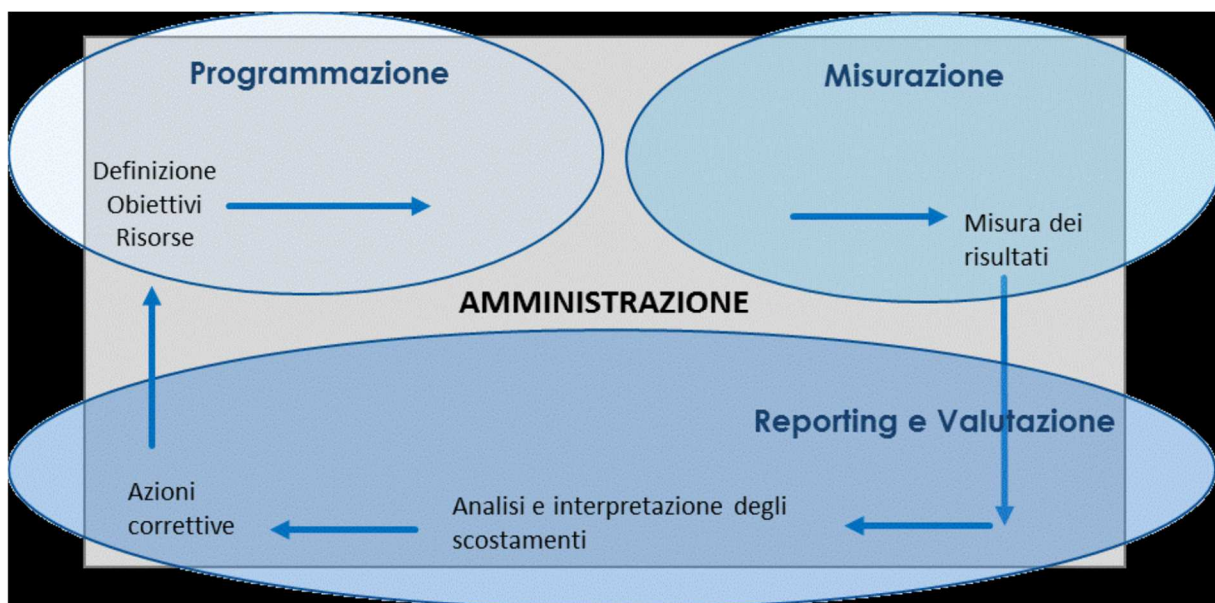 Programmazione
Misurazione
Definizione
Obiettivi
Risorse
Misura dei
risultati
AMMINISTRAZIONE
Reporting e Valutazione
Azioni
correttive
Analisi e interpretazione degli
scostamenti